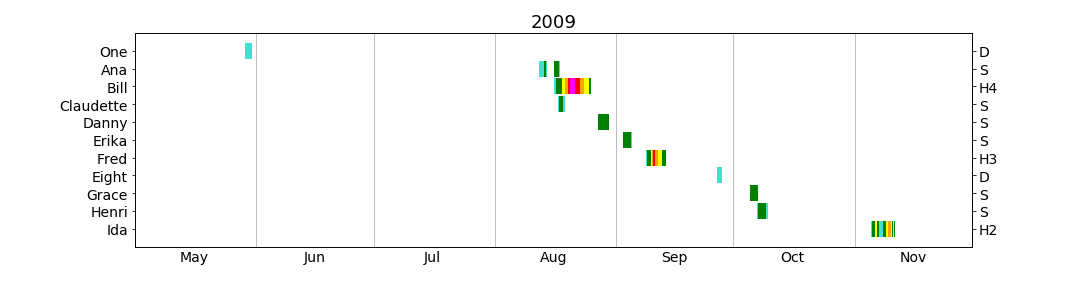 2009
One D
Ana S
Bill H4
Claudette S
Danny S
Erika S
Fred H3
Eight D
Grace S
Henri S
Ida H2
May Jun Jul Aug Sep Oct Nov